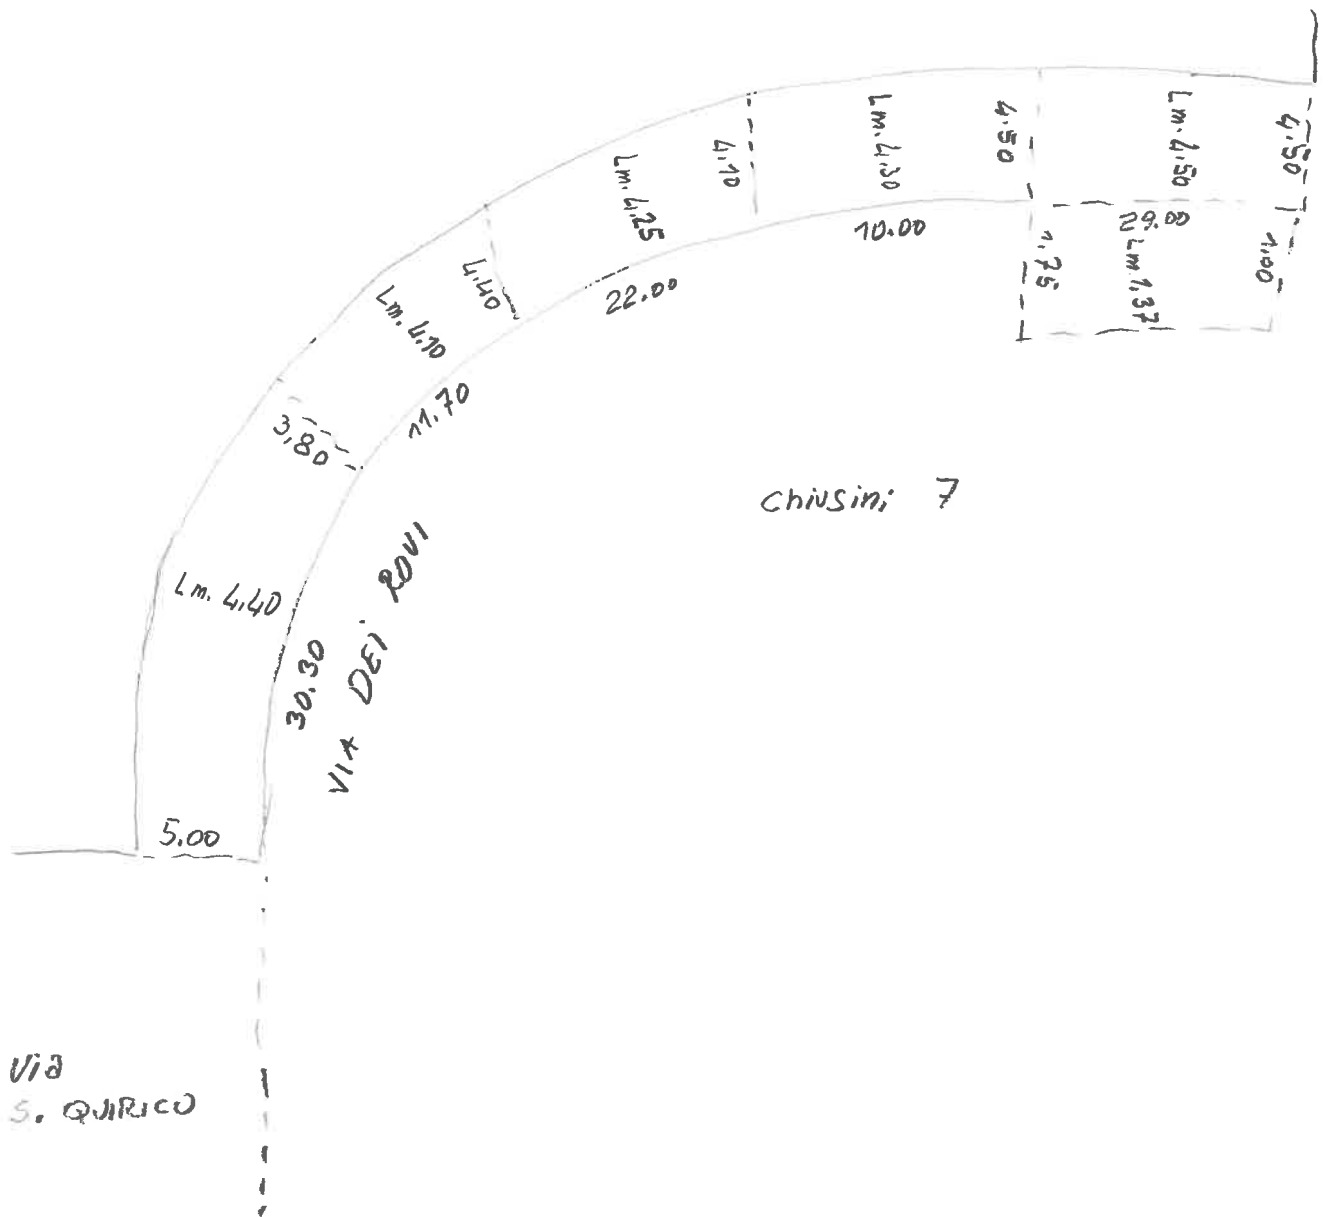 4.50
Lm. 4.50
4.50
Lm. 4.30
4.10
Lm. 4.25
29.00
10.00
1.75
Lm 1.37
1.00
4.40
22.00
Lm. 4.10
11.70
3,80
Chiusini 7
Lm. 4.40
30.30
VIA DEI ROVI
5.00
Via
S. QUIRICO